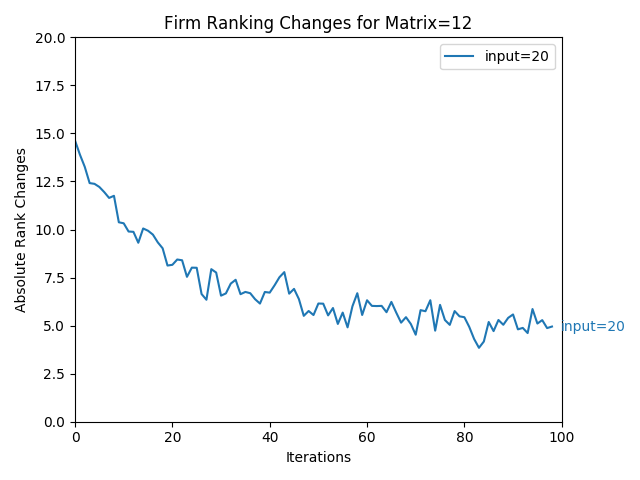 Firm Ranking Changes for Matrix=12
input=20
20.0
17.5
15.0
12.5
10.0
7.5
5.0
2.5
0.0
Absolute Rank Changes
input=20
0 20 40 60 80 100
Iterations